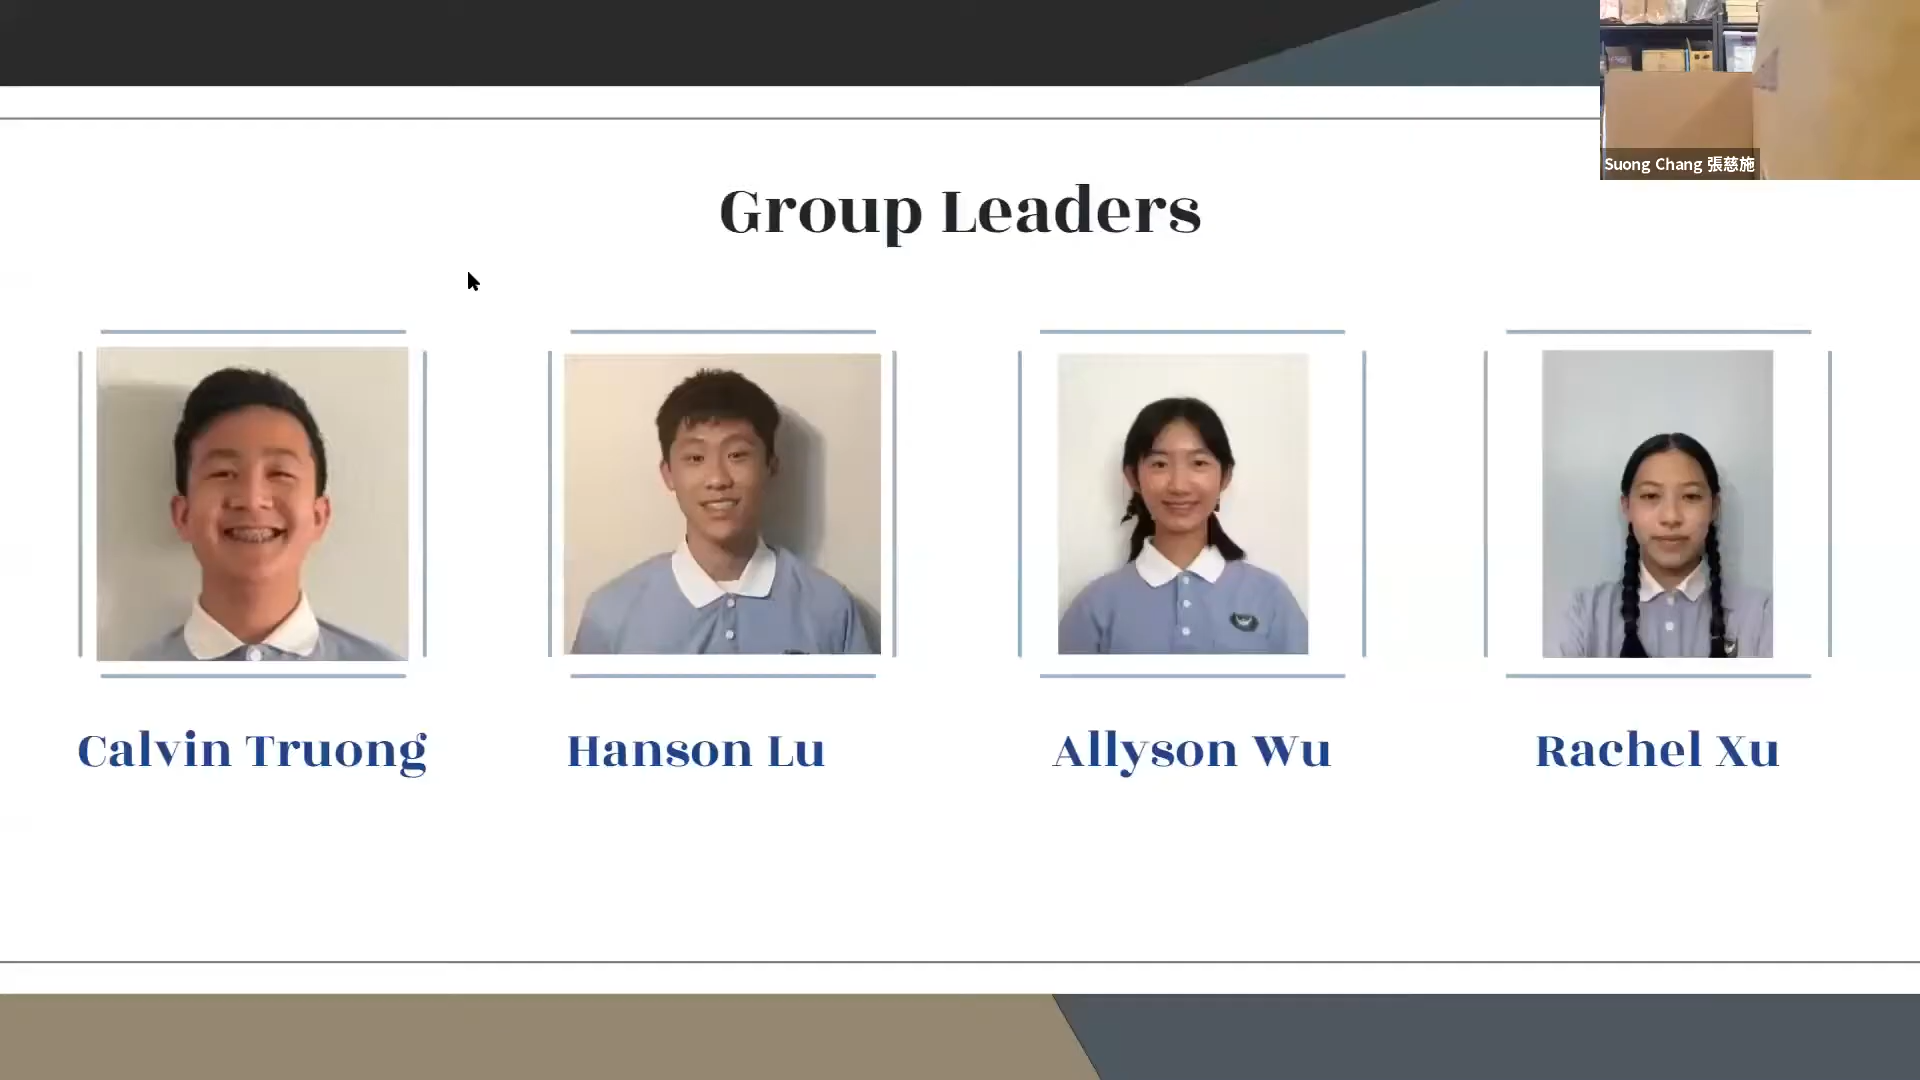 Suong Chang 張慈施
Group Leaders
Calvin Truong
Hanson Lu
Allyson Wu
Rachel Xu